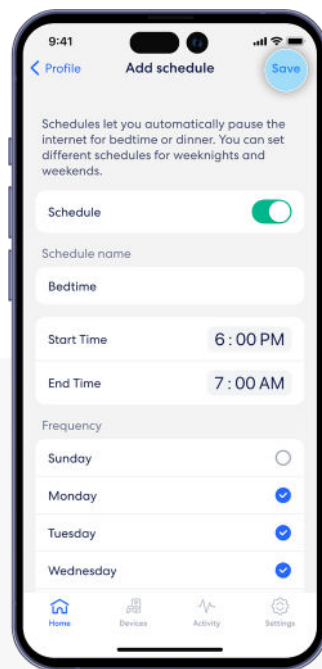 9:41
Profile Add schedule Save
Schedules let you automatically pause the
internet for bedtime or dinner. You can set
different schedules for weeknights and
weekends.
Schedule
Schedule name
Bedtime
Start Time 6:00 PM
End Time 7:00 AM
Frequency
Sunday
Monday
Tuesday
Wednesday
Home Devices Activity Settings